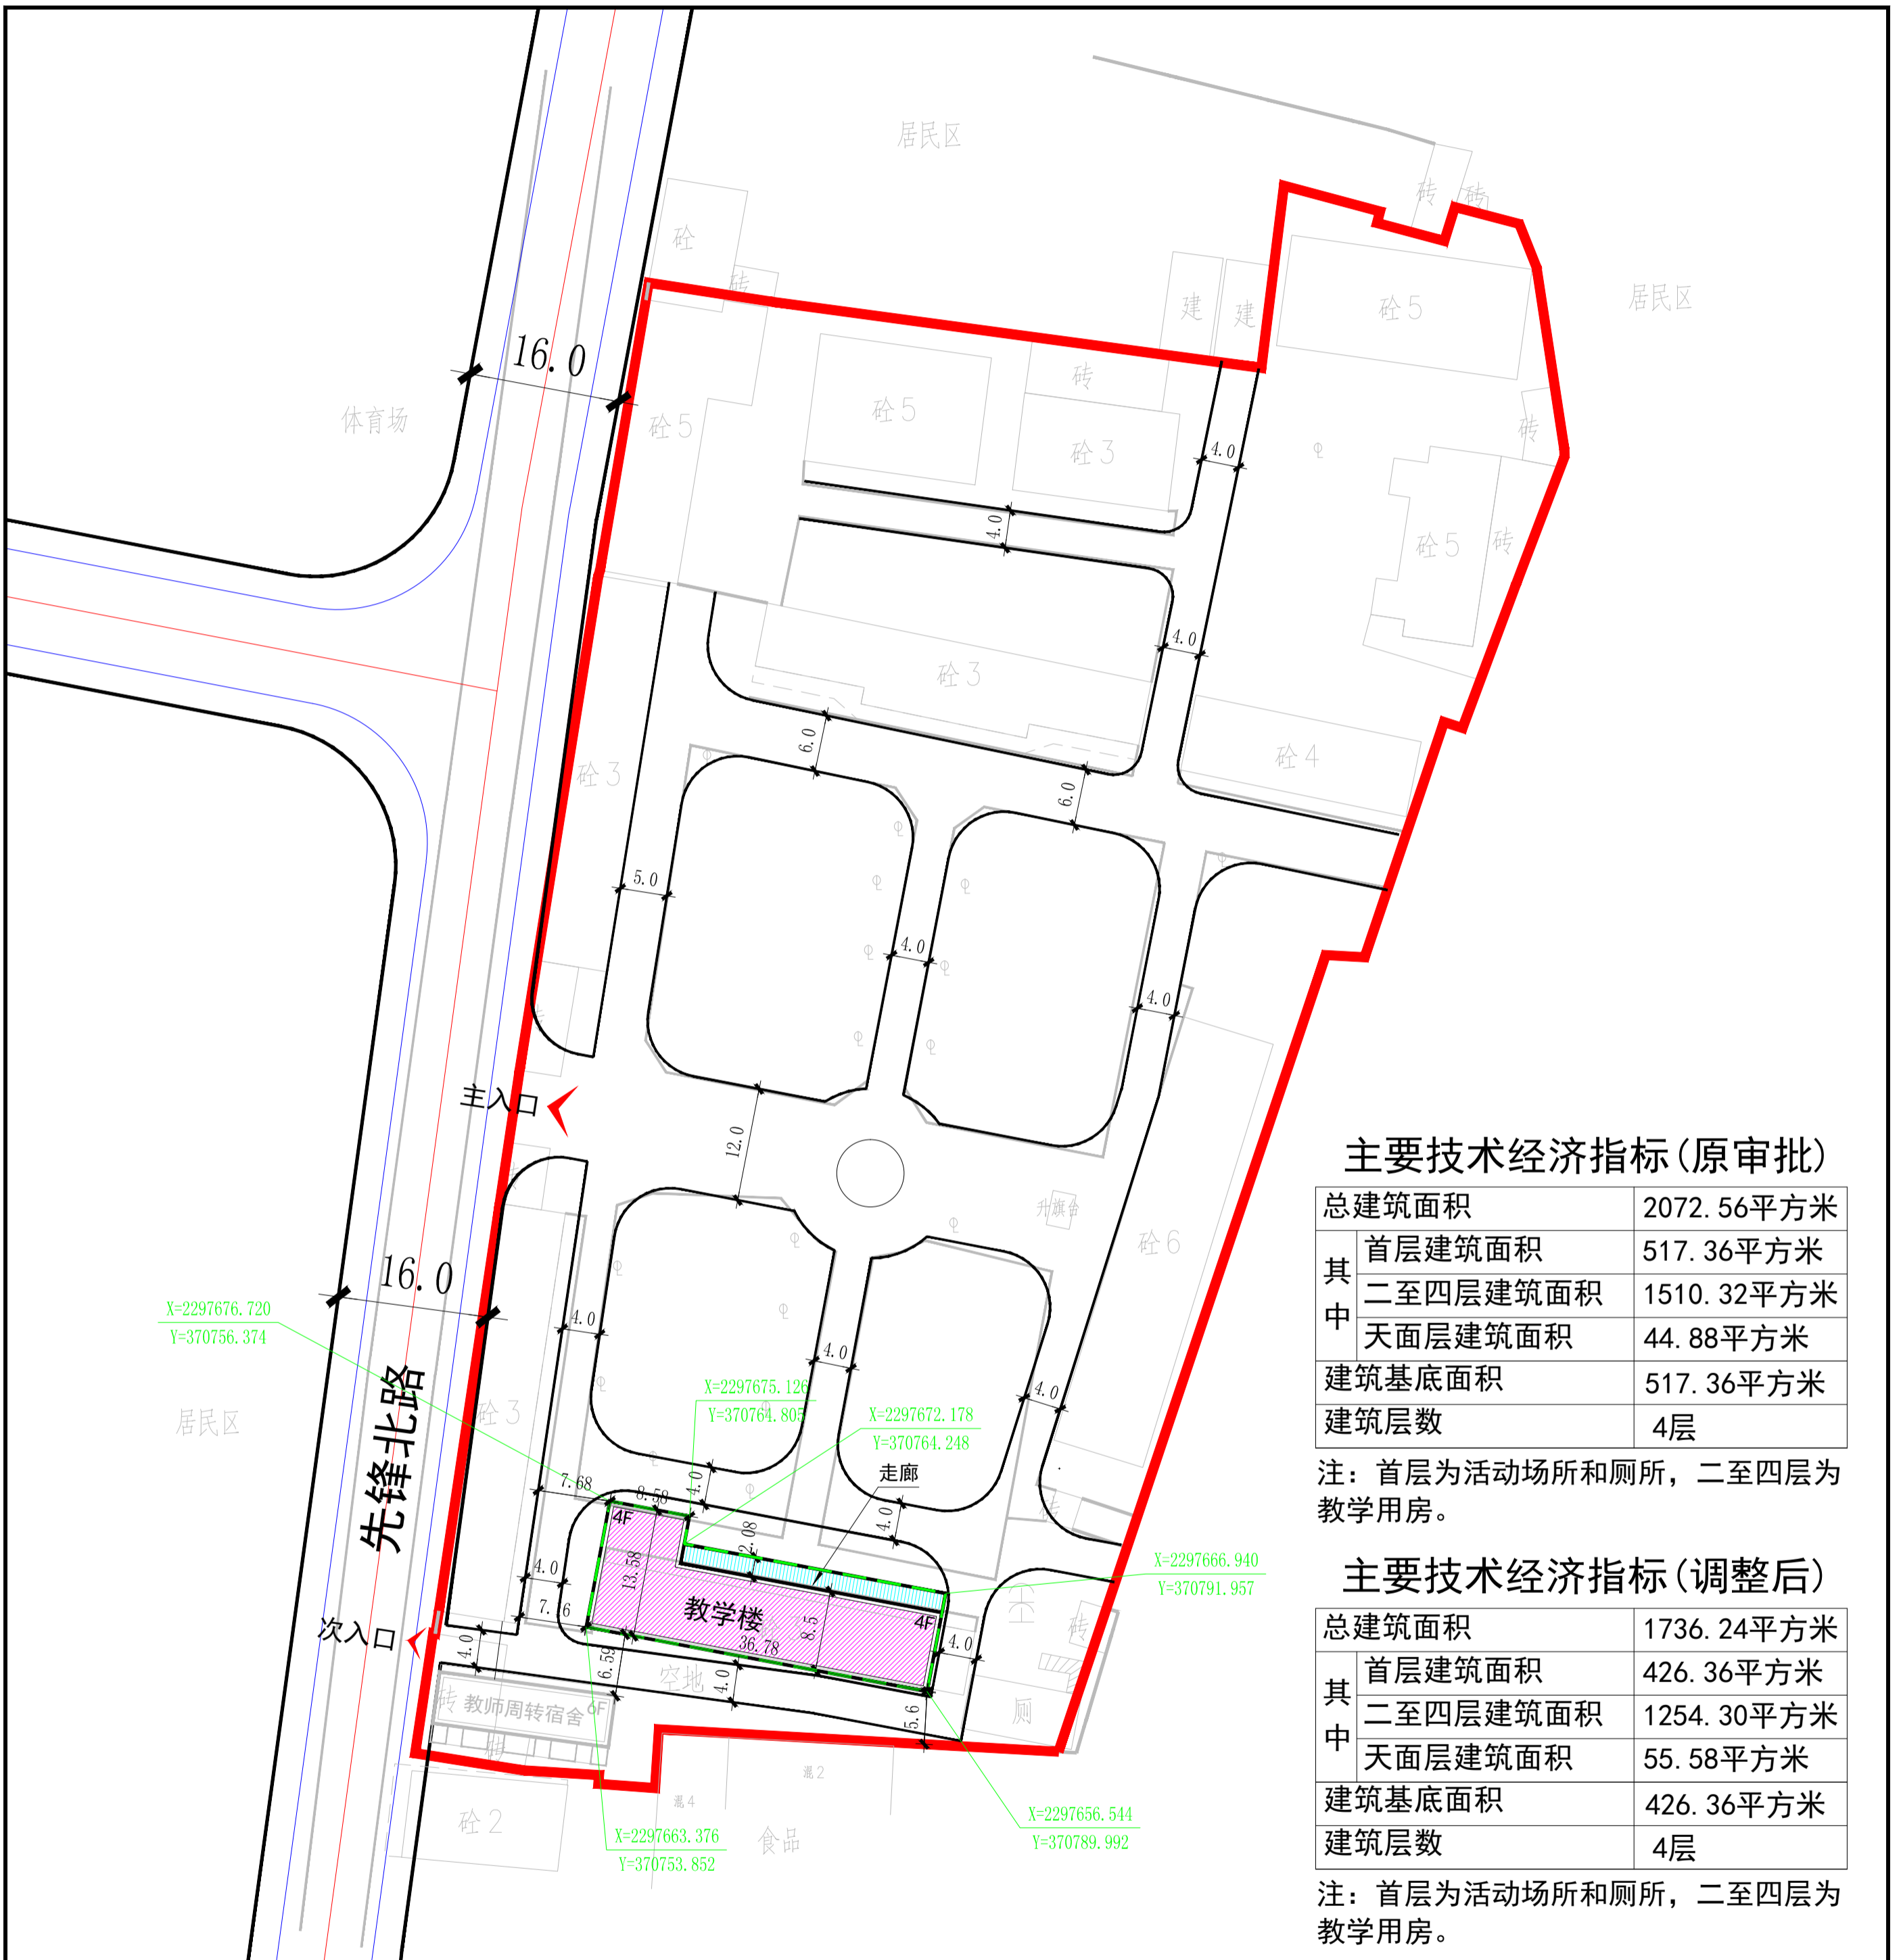 居民区
砖
砖
砼
砖
建
建
砼5
居民区
16.0
体育场
砼5
砼5
砖
砼3
4.0
砖
4.0
砼5
砖
4.0
砼3
6.0
砼4
砼3
6.0
5.0
4.0
4.0
主入口
12.0
升旗台
砼6
16.0
X=2297676.720
Y=370756.374
4.0
4.0
X=2297675.126
Y=370764.805
4.0
居民区
先锋北路
砼3
X=2297672.178
Y=370764.248
走廊
7.68
8.58
4.0
4.0
4F
2.08
13.58
X=2297666.940
Y=370791.957
4.0
教学楼
8.5
4F
7.16
36.78
4.0
砖
次入口
4.0
6.59
空地
4.0
5.6
厕
砖
教师周转宿舍
6F
混2
混4
砼2
食品
X=2297663.376
Y=370753.852
X=2297656.544
Y=370789.992
主要技术经济指标(原审批)
总建筑面积 2072.56平方米
其中
首层建筑面积 517.36平方米
二至四层建筑面积 1510.32平方米
天面层建筑面积 44.88平方米
建筑基底面积 517.36平方米
建筑层数 4层
注：首层为活动场所和厕所，二至四层为
教学用房。
主要技术经济指标(调整后)
总建筑面积 1736.24平方米
其中
首层建筑面积 426.36平方米
二至四层建筑面积 1254.30平方米
天面层建筑面积 55.58平方米
建筑基底面积 426.36平方米
建筑层数 4层
注：首层为活动场所和厕所，二至四层为
教学用房。